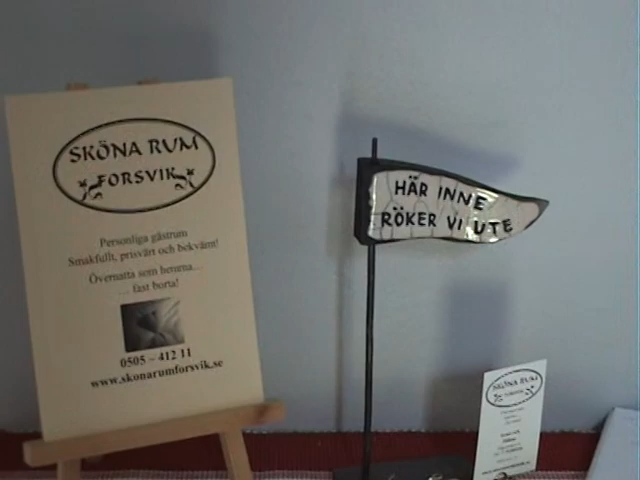 SKÖNA RUM
FORSVIK
Personliga gästrum
Smakfullt, prisvärt och bekvämt!
Övernatta som hemma...
... fast borta!
0505 – 412 11
www.skonarumforsvik.se
HÄR INNE
RÖKER VI UTE
SKÖNA RUM
FORSVIK